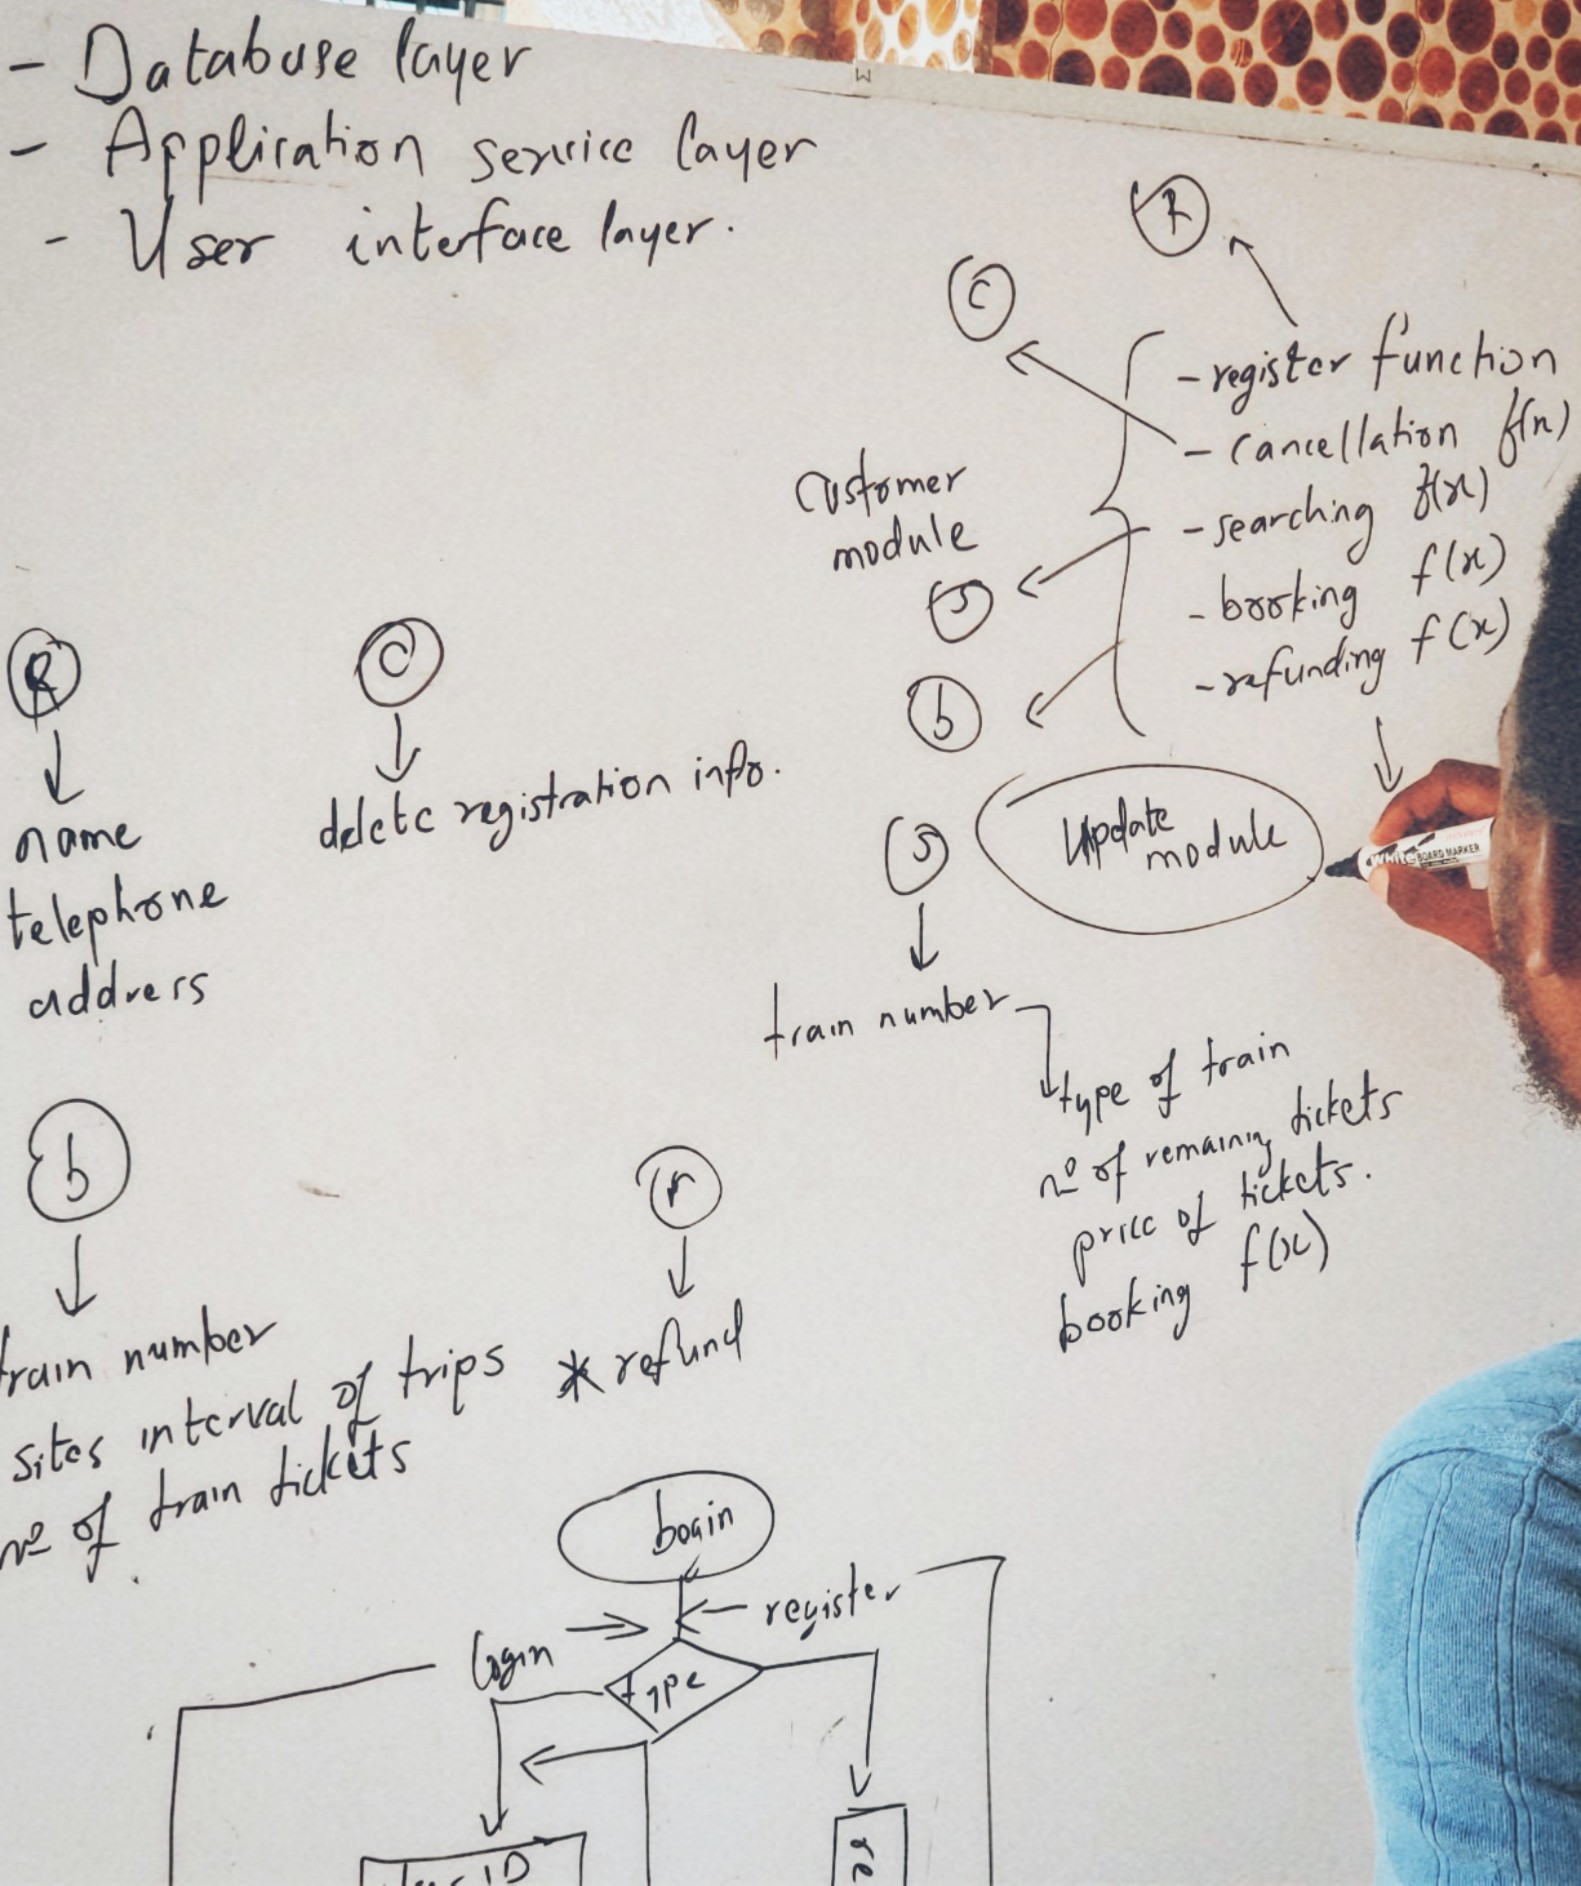 - Database layer
- Application service layer
- User interface layer.
R
C
- register function
- cancellation f(x)
- searching f(x)
- booking f(x)
- refunding f(x)
Customer
module
s
b
R
name
telephone
address
C
delete registration info.
Update
module
White BOARD MARKER
s
train number
type of train
nº of remaining tickets
price of tickets.
booking f(x)
b
train number
sites interval of trips
nº of train tickets
r
* refund
begin
login
register
type
ID
re